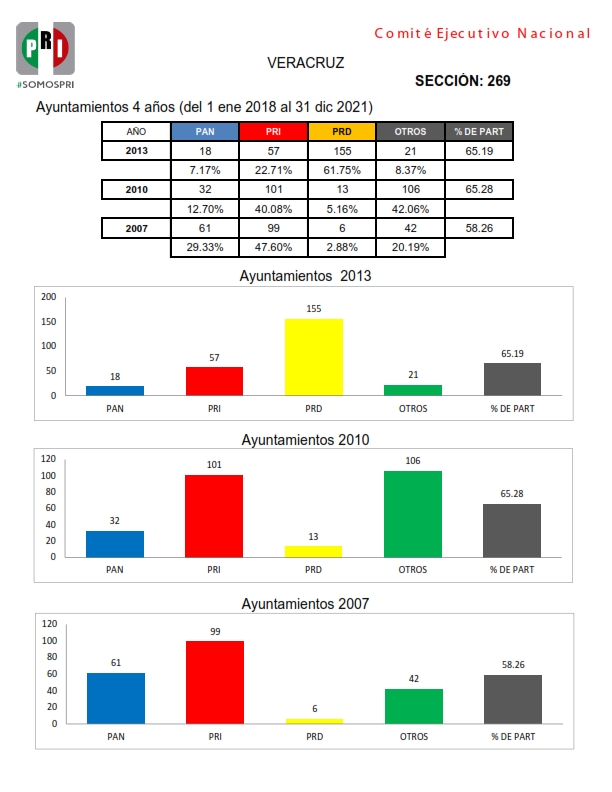 Comité Ejecutivo Nacional
PRI
#SOMOSPRI
VERACRUZ
SECCIÓN: 269
Ayuntamientos 4 años (del 1 ene 2018 al 31 dic 2021)
AÑO PAN PRI PRD OTROS % DE PART
2013 18 57 155 21 65.19
7.17% 22.71% 61.75% 8.37%
2010 32 101 13 106 65.28
12.70% 40.08% 5.16% 42.06%
2007 61 99 6 42 58.26
29.33% 47.60% 2.88% 20.19%
Ayuntamientos 2013
200
150
100
50
0
18 57 155 21 65.19
PAN PRI PRD OTROS % DE PART
Ayuntamientos 2010
120
100
80
60
40
20
0
32 101 13 106 65.28
PAN PRI PRD OTROS % DE PART
Ayuntamientos 2007
120
100
80
60
40
20
0
61 99 6 42 58.26
PAN PRI PRD OTROS % DE PART